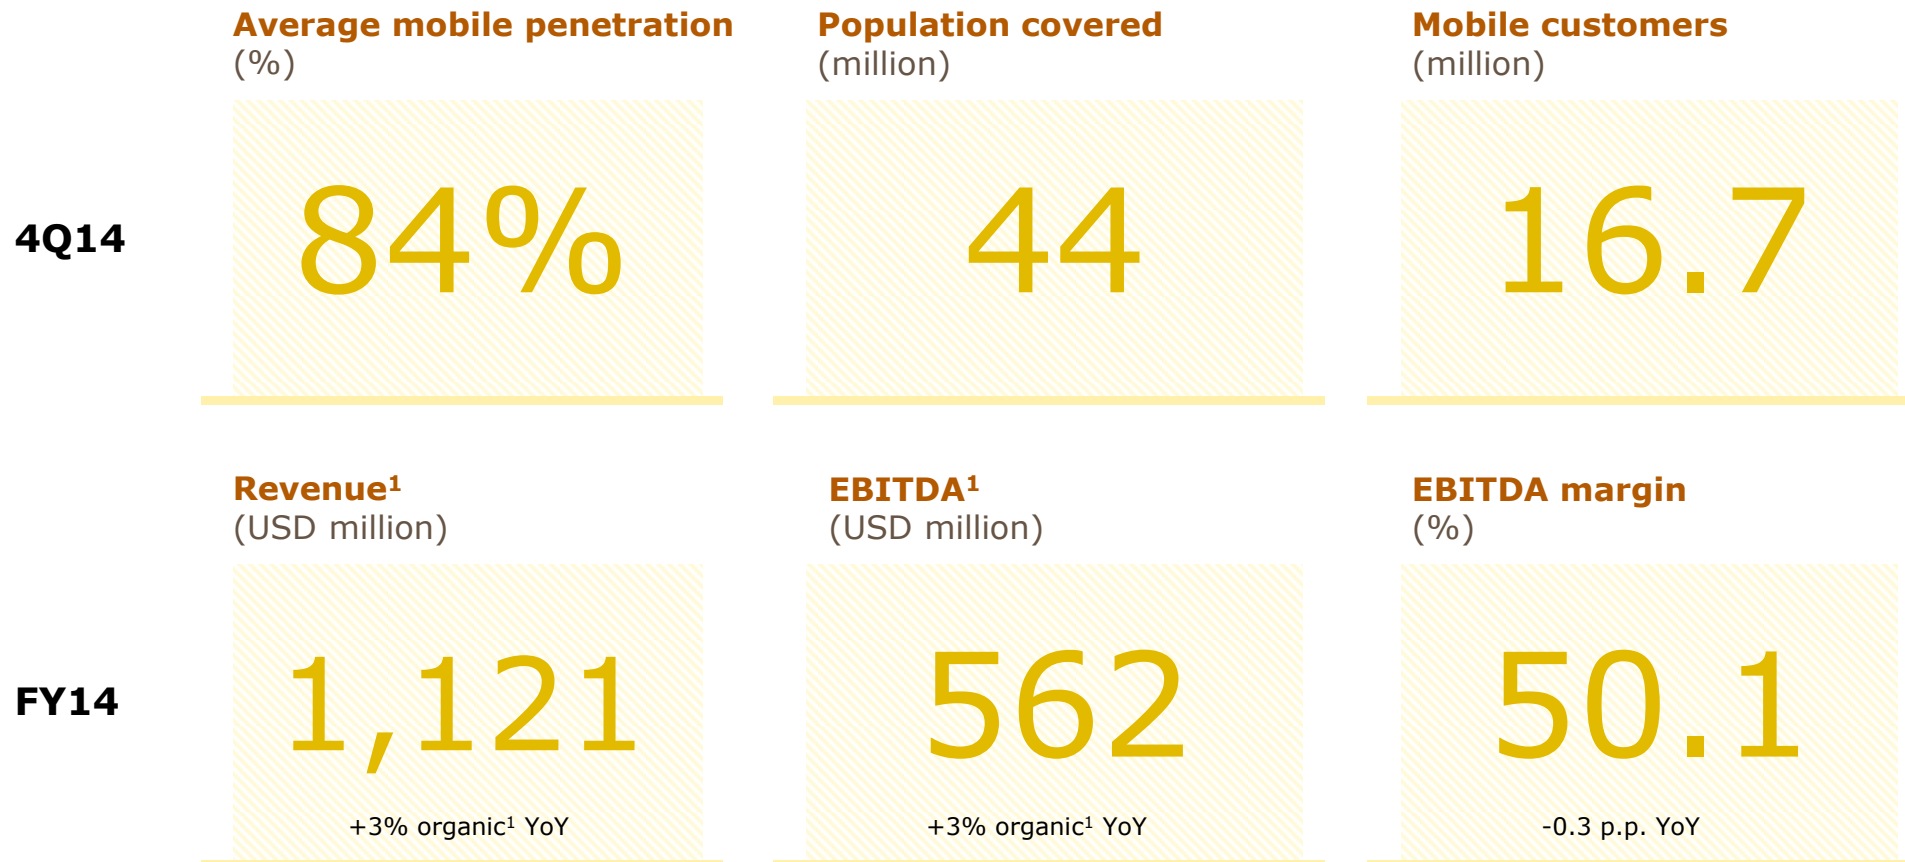 Average mobile penetration
(%)
Population covered
(million)
Mobile customers
(million)
4Q14
84%
44
16.7
Revenue¹
(USD million)
EBITDA¹
(USD million)
EBITDA margin
(%)
FY14
1,121
562
50.1
+3% organic¹ YoY
+3% organic¹ YoY
-0.3 p.p. YoY